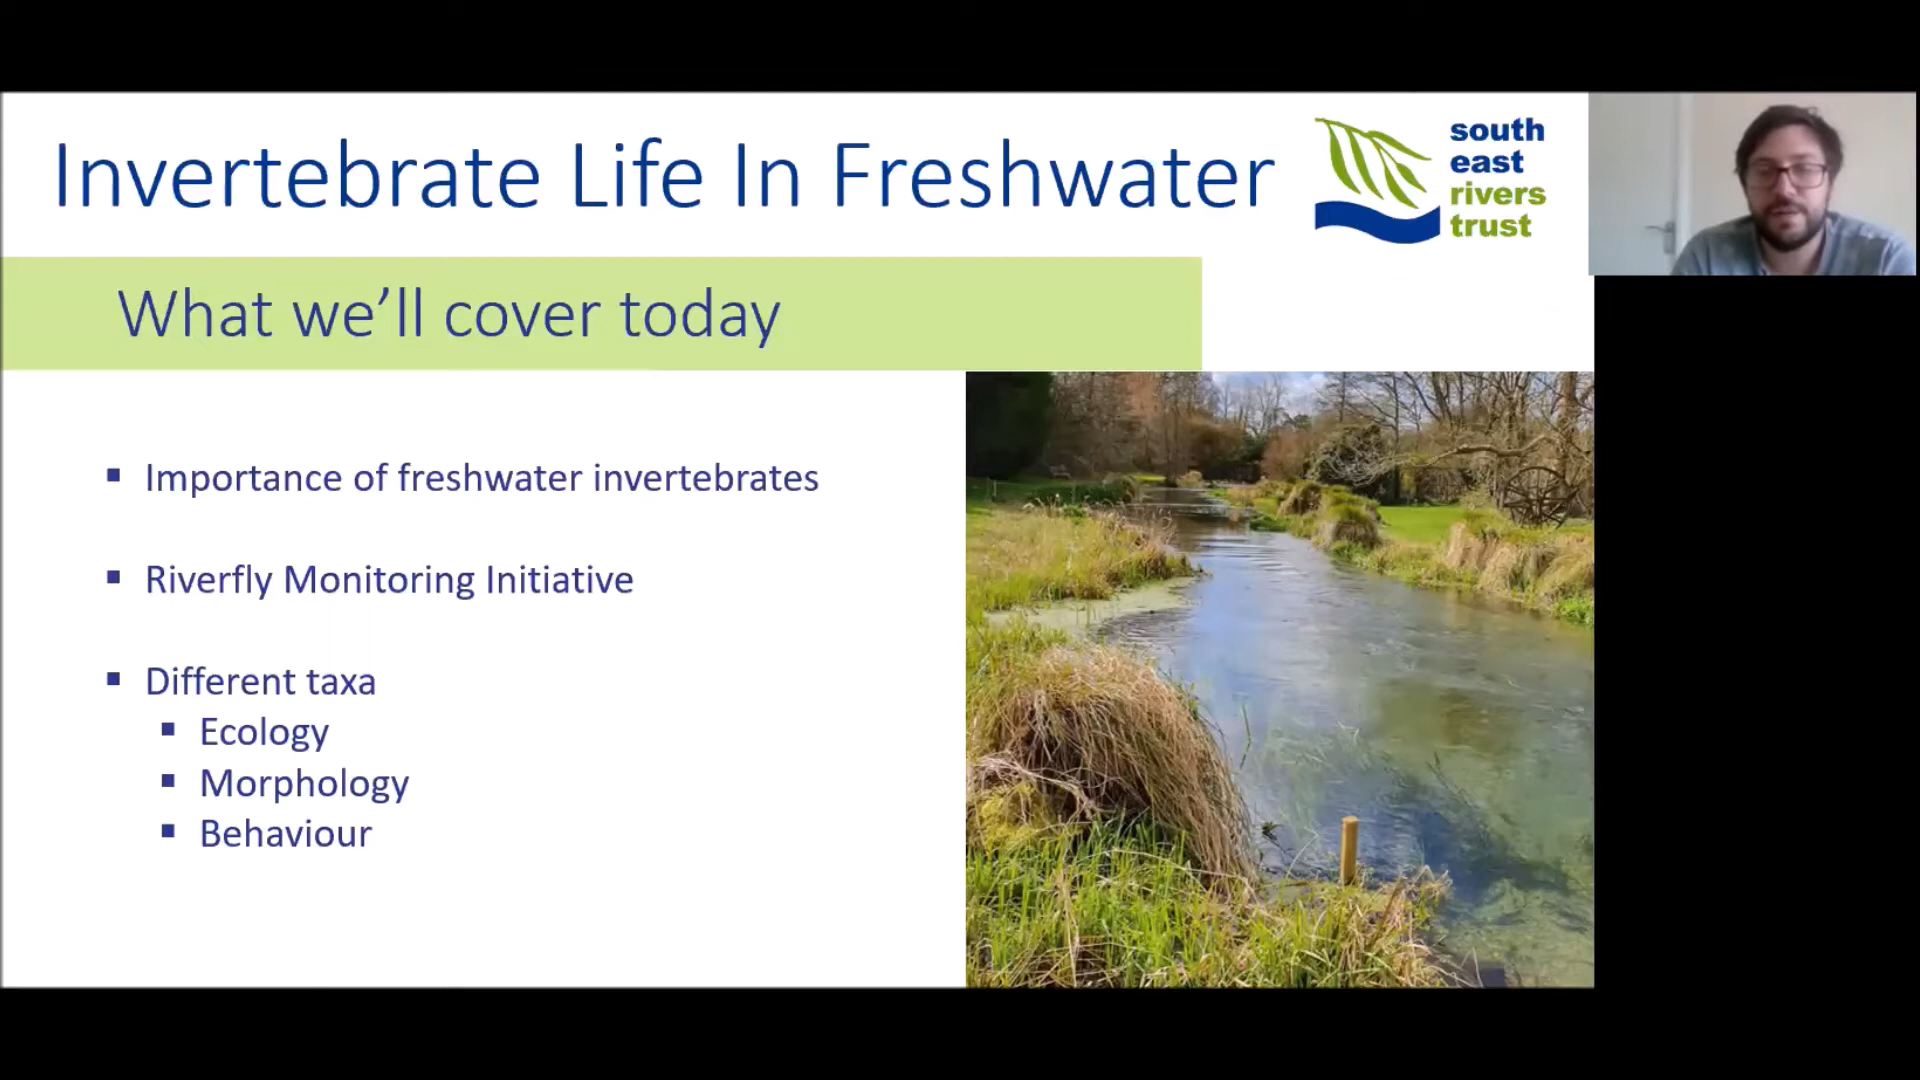 Invertebrate Life In Freshwater
south
east
rivers
trust
What we'll cover today
Importance of freshwater invertebrates
Riverfly Monitoring Initiative
Different taxa
Ecology
Morphology
Behaviour